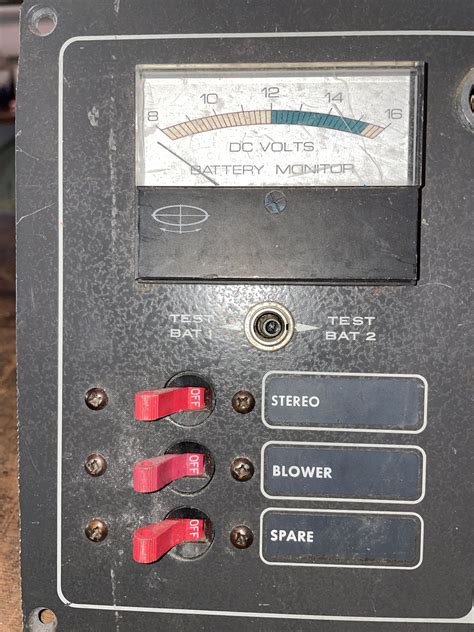 8 10 12 14 16
DC VOLTS
BATTERY MONITOR
TEST TEST
BAT 1 BAT 2
OFF STEREO
OFF BLOWER
OFF SPARE